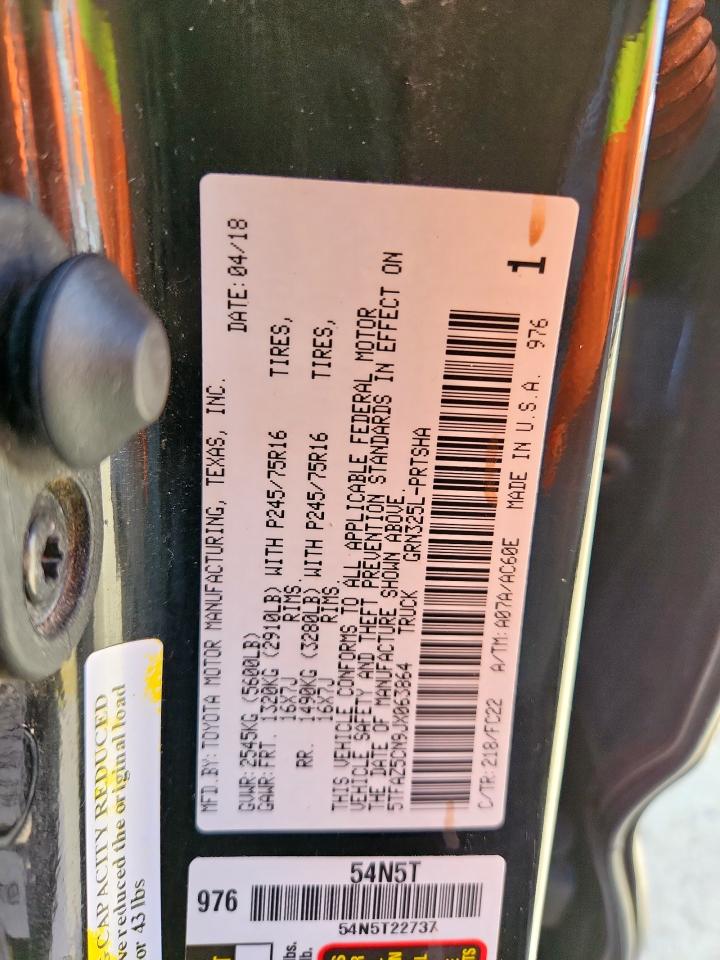 MFD.BY: TOYOTA MOTOR MANUFACTURING, TEXAS, INC.
DATE: 04/18
GVWR: 2545KG (5600LB)
GAWR: FRT. 1320KG (2910LB) WITH P245/75R16 TIRES,
16X7J RIMS.
RR. 1490KG (3280LB) WITH P245/75R16 TIRES,
16X7J RIMS.
THIS VEHICLE CONFORMS TO ALL APPLICABLE FEDERAL MOTOR
VEHICLE SAFETY AND THEFT PREVENTION STANDARDS IN EFFECT ON
THE DATE OF MANUFACTURE SHOWN ABOVE.
5TFAZ5CN9JX063864 TRUCK GRN325L-PRTSHA
1
C/TR: 218/FC22 A/TM: A07A/AC60E MADE IN U.S.A. 976
CAPACITY REDUCED
reduced the original load
or 43 lbs
54N5T
976
54N5T22737
lbs.
lb.